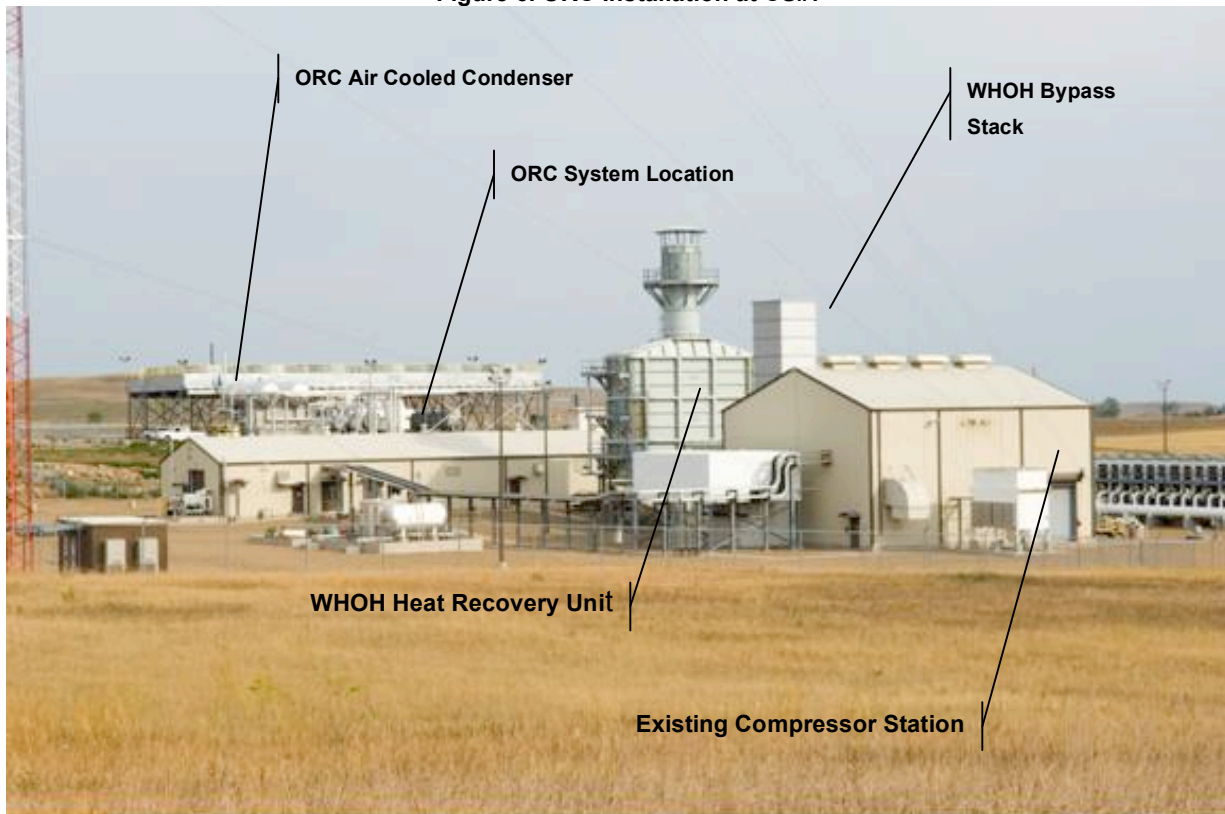 ORC Air Cooled Condenser
WHOH Bypass
Stack
ORC System Location
WHOH Heat Recovery Unit
Existing Compressor Station